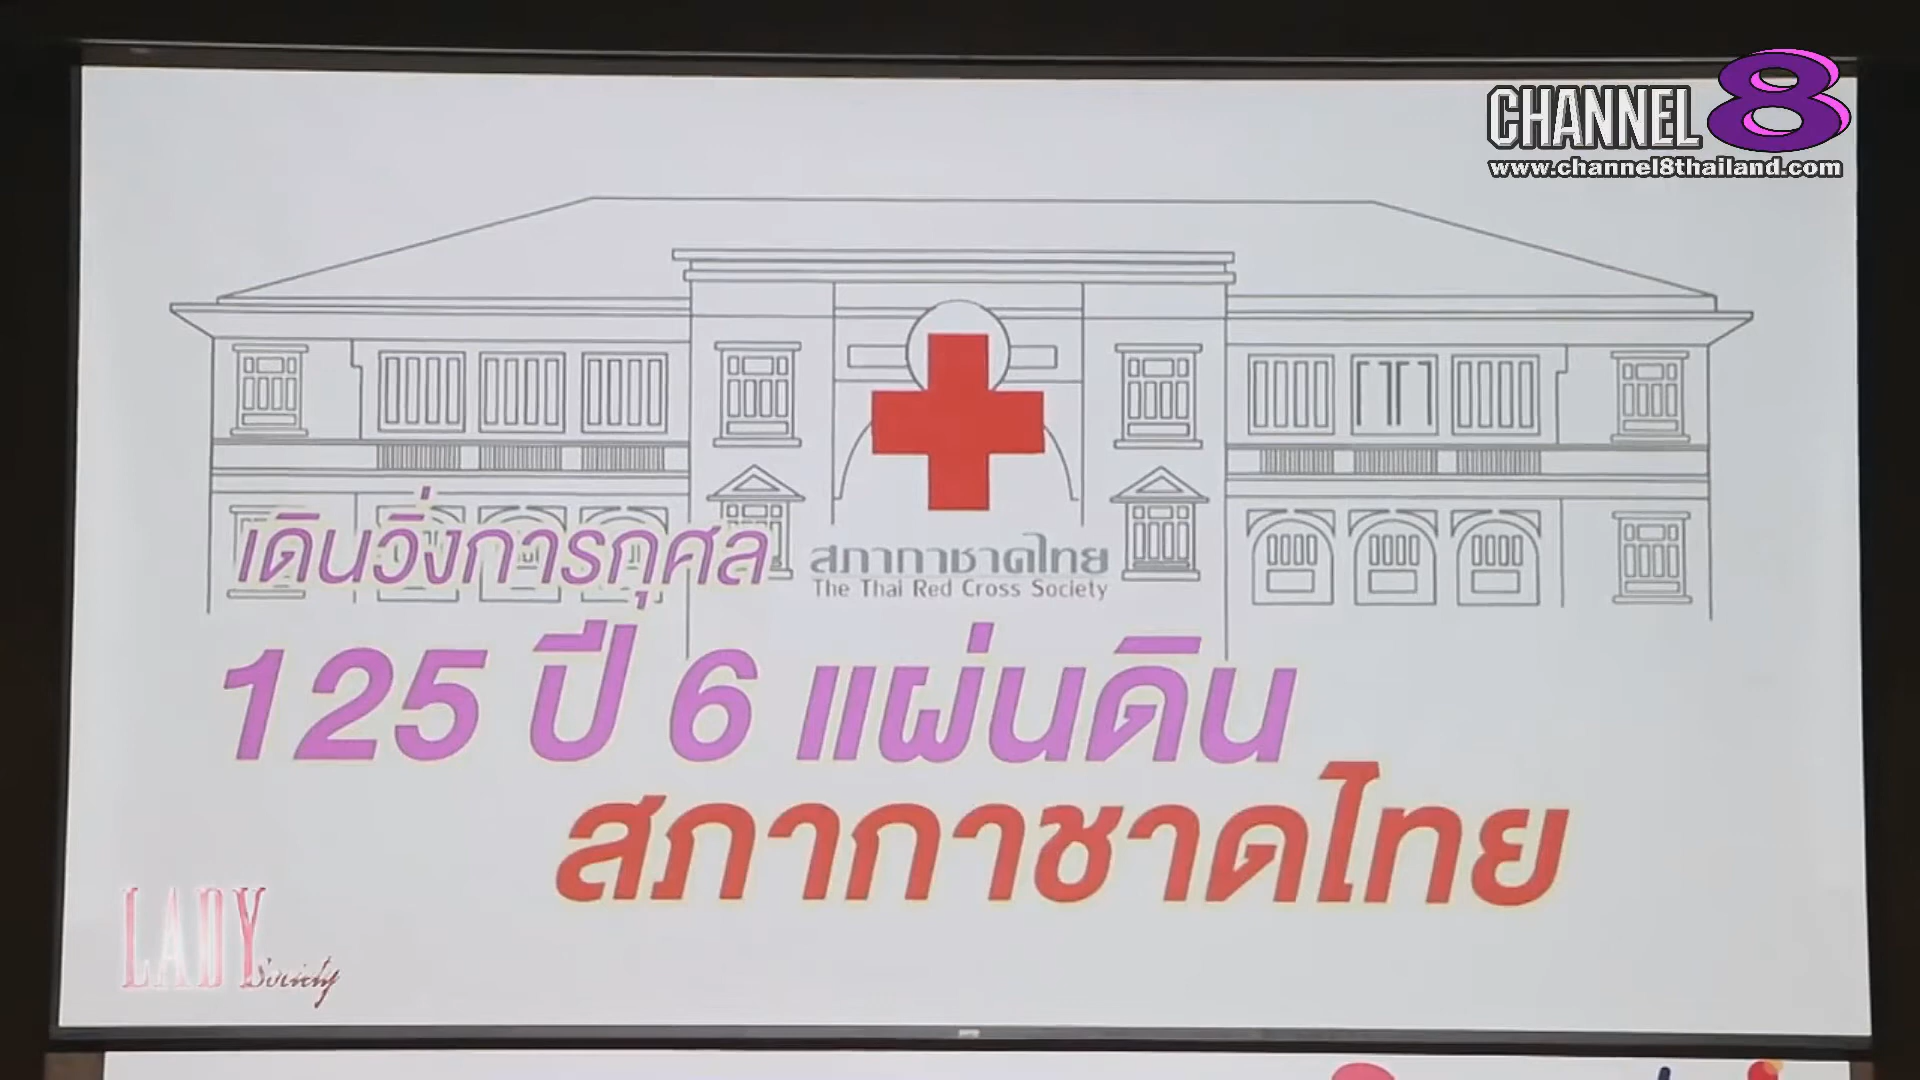 CHANNEL 8
www.channel8thailand.com
เดินวิ่งการกุศล
สภากาชาดไทย
The Thai Red Cross Society
125 ปี 6 แผ่นดิน
สภากาชาดไทย
LADY Society